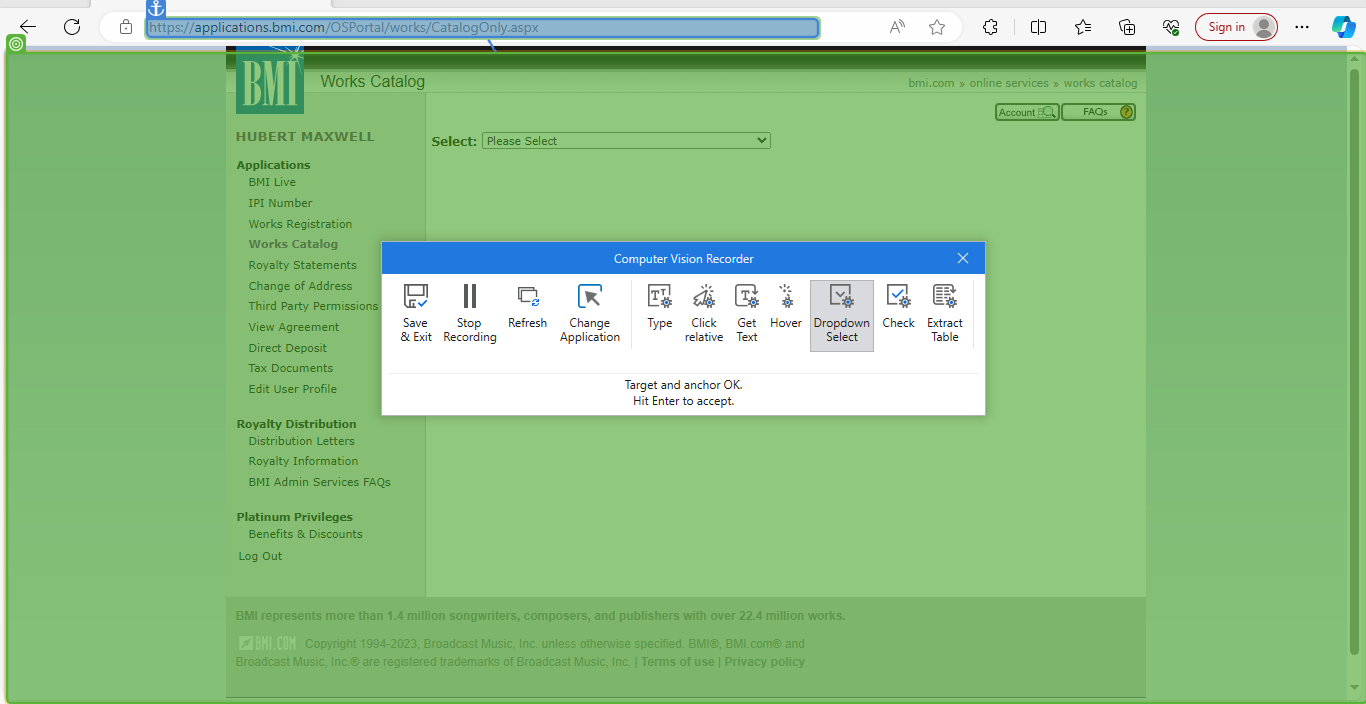 https://applications.bmi.com/OSPortal/works/CatalogOnly.aspx
Sign in
BMI
Works Catalog
bmi.com » online services » works catalog
Account
FAQs ?
HUBERT MAXWELL
Select: Please Select
Applications
BMI Live
IPI Number
Works Registration
Works Catalog
Royalty Statements
Change of Address
Third Party Permissions
View Agreement
Direct Deposit
Tax Documents
Edit User Profile
Royalty Distribution
Distribution Letters
Royalty Information
BMI Admin Services FAQs
Platinum Privileges
Benefits & Discounts
Log Out
Computer Vision Recorder
Save
& Exit
Stop
Recording
Refresh
Change
Application
Type
Click
relative
Get
Text
Hover
Dropdown
Select
Check
Extract
Table
Target and anchor OK.
Hit Enter to accept.
BMI represents more than 1.4 million songwriters, composers, and publishers with over 22.4 million works.
BMI.COM Copyright 1994-2023, Broadcast Music, Inc. unless otherwise specified. BMI®, BMI.com® and
Broadcast Music, Inc.® are registered trademarks of Broadcast Music, Inc. | Terms of use | Privacy policy